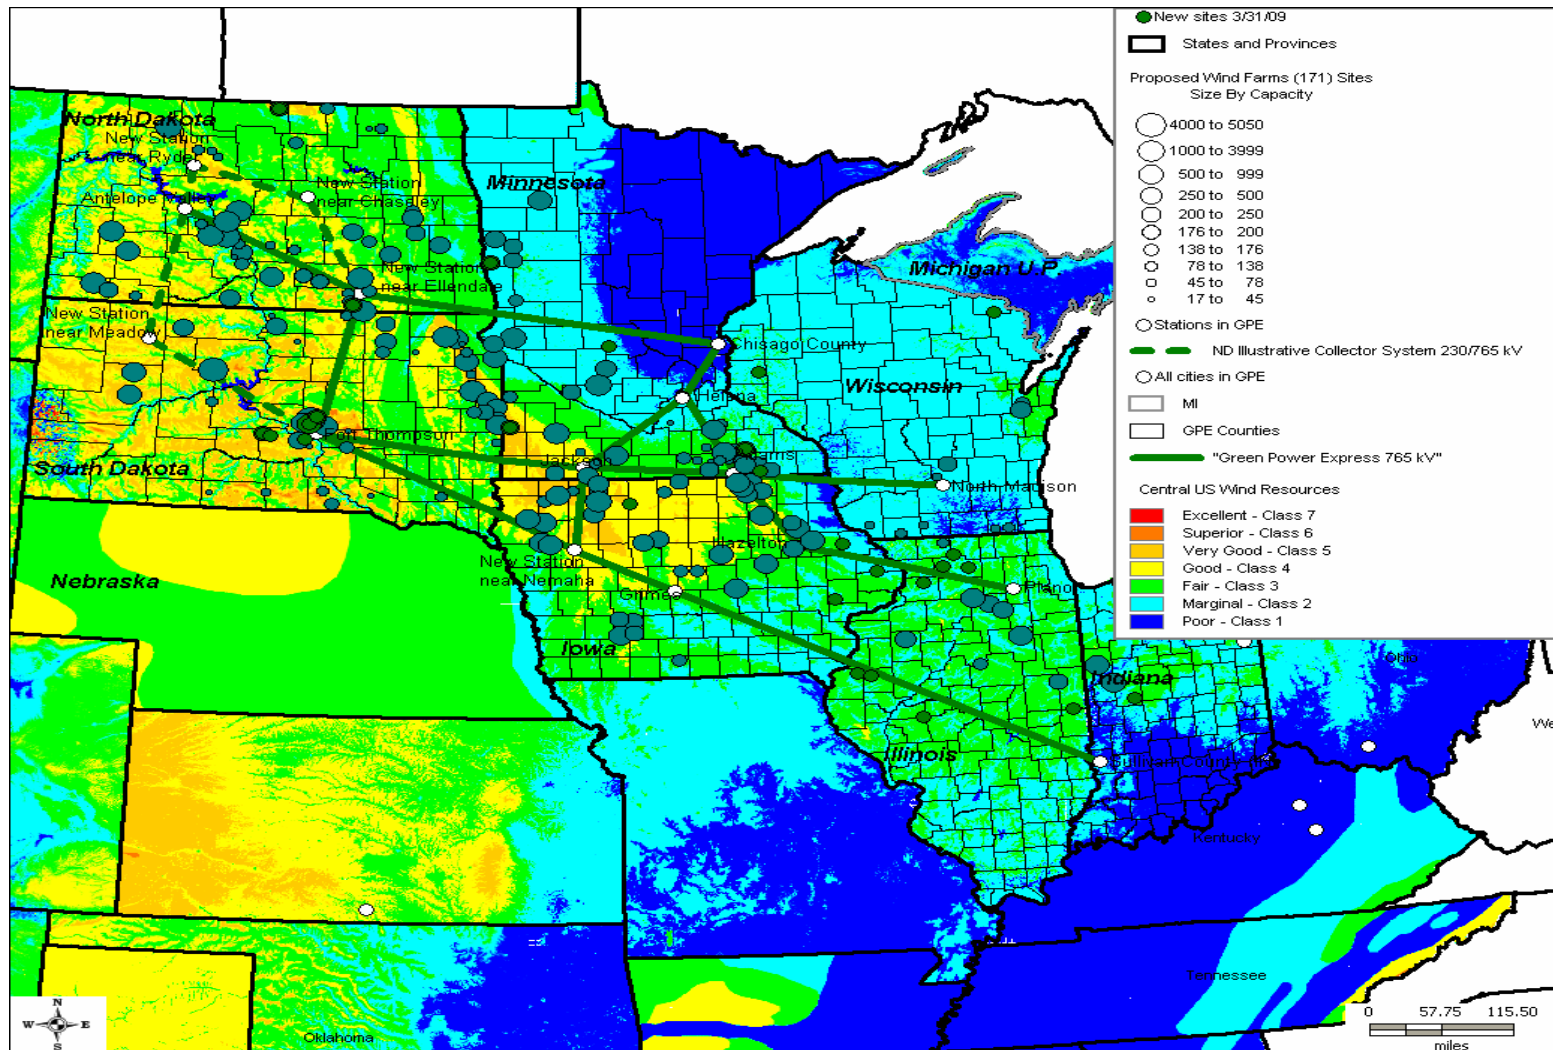 New sites 3/31/09
States and Provinces
Proposed Wind Farms (171) Sites
Size By Capacity
4000 to 5050
1000 to 3999
500 to 999
250 to 500
200 to 250
176 to 200
138 to 176
78 to 138
45 to 78
17 to 45
Stations in GPE
ND Illustrative Collector System 230/765 kV
All cities in GPE
MI
GPE Counties
"Green Power Express 765 kV"
Central US Wind Resources
Excellent - Class 7
Superior - Class 6
Very Good - Class 5
Good - Class 4
Fair - Class 3
Marginal - Class 2
Poor - Class 1
North Dakota
New Station
near Ryder
Antelope Valley
New Station
near Chaseley
Minnesota
New Station
near Ellendale
Michigan U.P
New Station
near Meadow
Chisago County
Wisconsin
Helena
Fort Thompson
South Dakota
Jackson
Adams
North Madison
Hazelton
New Station
near Nemaha
Nebraska
Grimes
Plano
Iowa
Indiana
Ohio
Illinois
Sullivan County
Kentucky
Tennessee
Oklahoma
N
W
E
S
0 57.75 115.50
miles